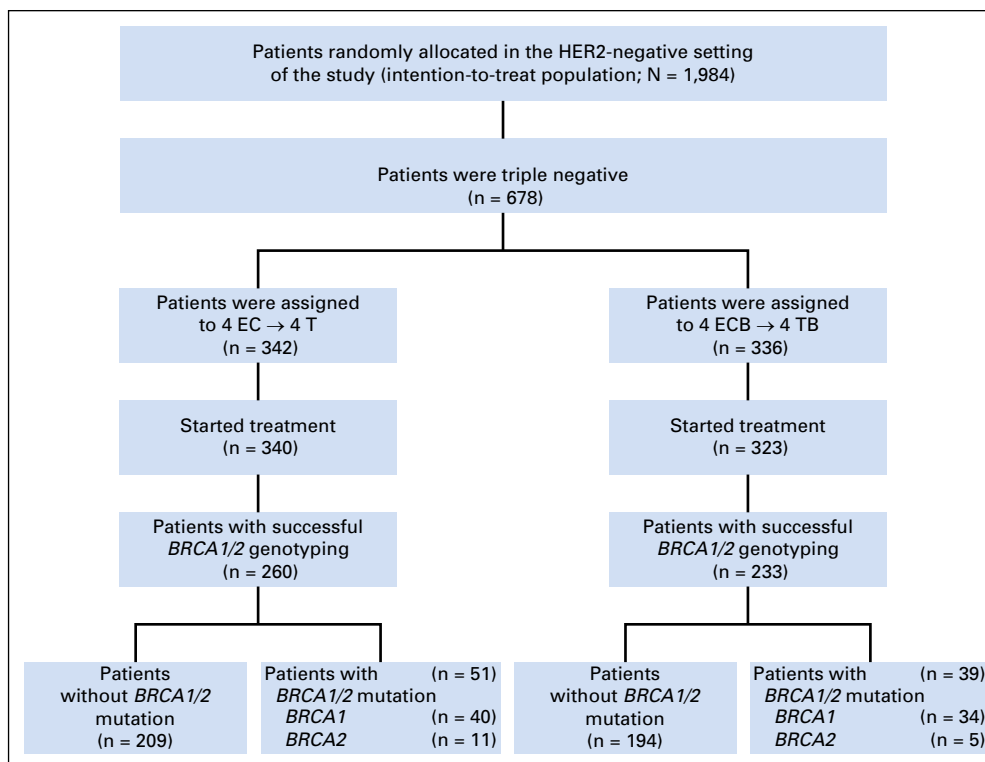 Patients randomly allocated in the HER2-negative setting
of the study (intention-to-treat population; N = 1,984)
Patients were triple negative
(n = 678)
Patients were assigned
to 4 EC → 4 T
(n = 342)
Patients were assigned
to 4 ECB → 4 TB
(n = 336)
Started treatment
(n = 340)
Started treatment
(n = 323)
Patients with successful
BRCA1/2 genotyping
(n = 260)
Patients with successful
BRCA1/2 genotyping
(n = 233)
Patients
without BRCA1/2
mutation
(n = 209)
Patients with (n = 51)
BRCA1/2 mutation
BRCA1 (n = 40)
BRCA2 (n = 11)
Patients
without BRCA1/2
mutation
(n = 194)
Patients with (n = 39)
BRCA1/2 mutation
BRCA1 (n = 34)
BRCA2 (n = 5)